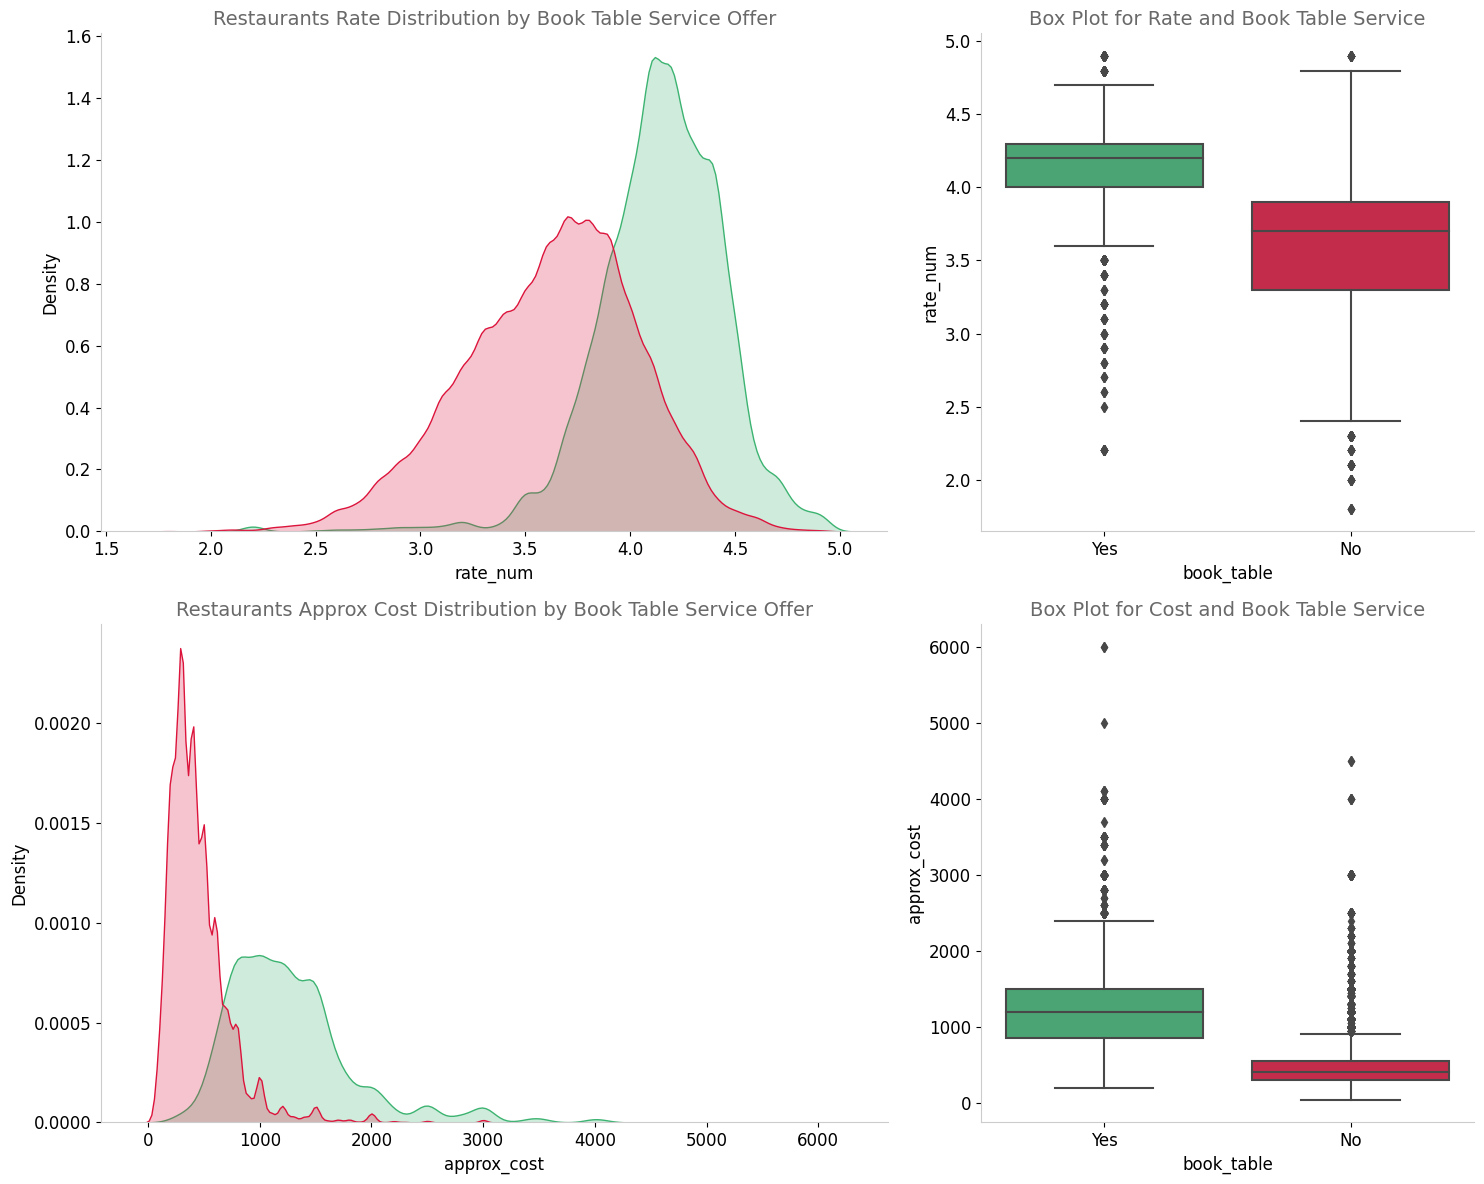 Restaurants Rate Distribution by Book Table Service Offer
1.6
1.4
1.2
1.0
0.8
0.6
0.4
0.2
0.0
Density
1.5 2.0 2.5 3.0 3.5 4.0 4.5 5.0
rate_num
Box Plot for Rate and Book Table Service
5.0
4.5
4.0
3.5
3.0
2.5
2.0
rate_num
Yes No
book_table
Restaurants Approx Cost Distribution by Book Table Service Offer
0.0020
0.0015
0.0010
0.0005
0.0000
Density
0 1000 2000 3000 4000 5000 6000
approx_cost
Box Plot for Cost and Book Table Service
6000
5000
4000
3000
2000
1000
0
approx_cost
Yes No
book_table